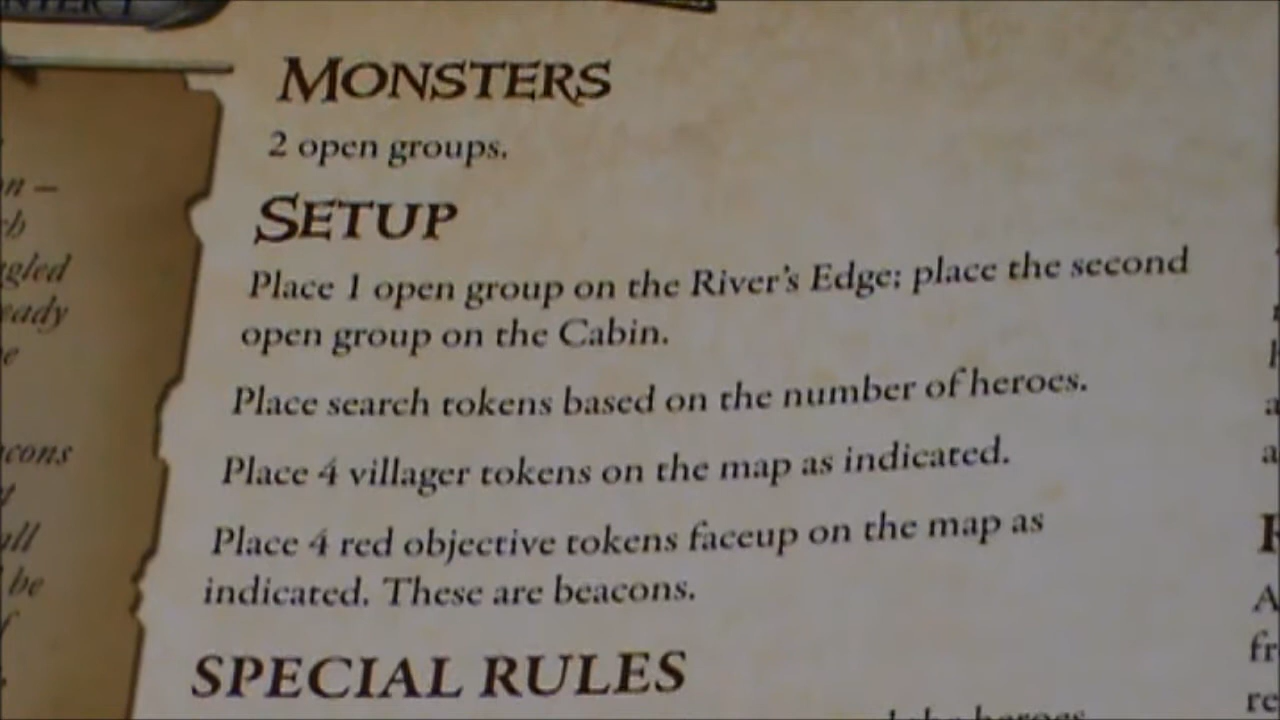 MONSTERS
2 open groups.
SETUP
Place 1 open group on the River's Edge; place the second
open group on the Cabin.
Place search tokens based on the number of heroes.
Place 4 villager tokens on the map as indicated.
Place 4 red objective tokens faceup on the map as
indicated. These are beacons.
SPECIAL RULES
heroes
be